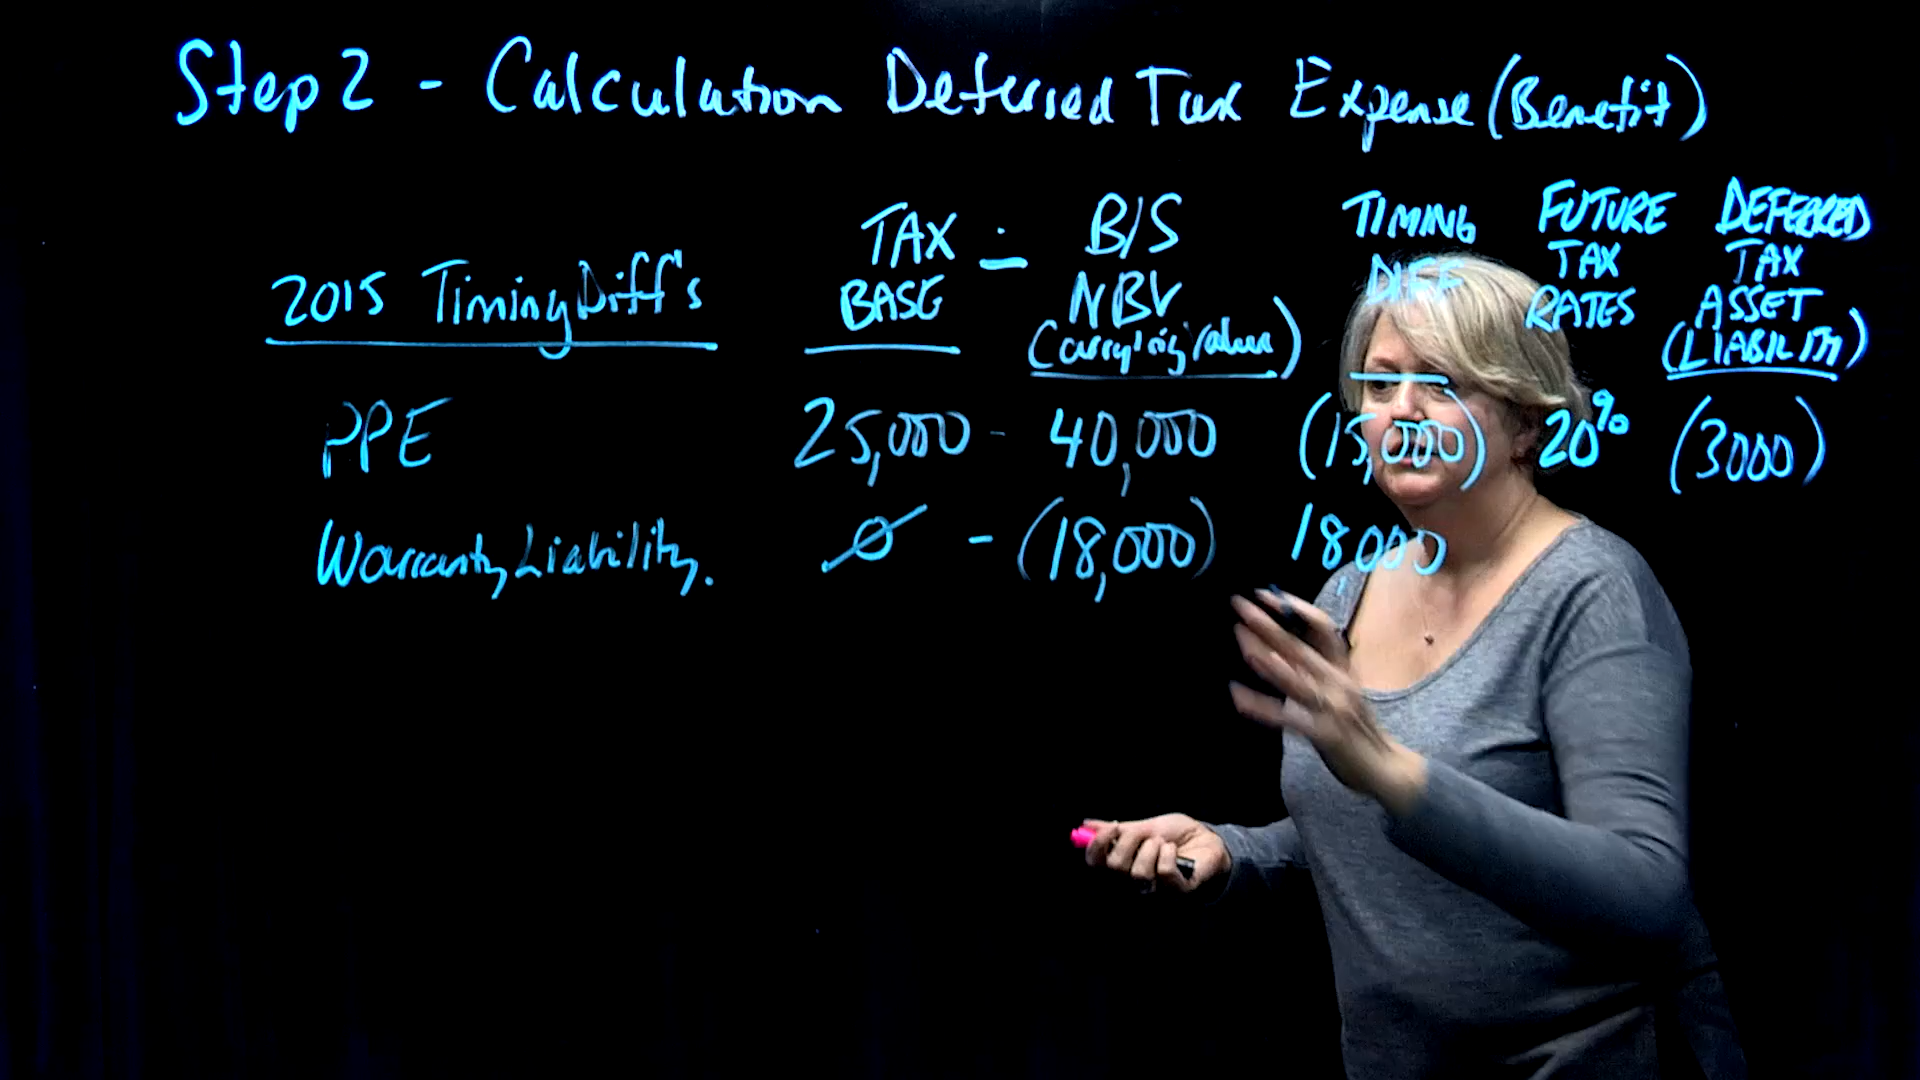 Step 2 - Calculation Deferred Tax Expense (Benefit)
2015 Timing Diff's
TAX BASE
-
B/S NBV (carrying value)
TIMING DIFF
FUTURE TAX RATES
DEFERRED TAX ASSET (LIABILITY)
PPE 25,000 - 40,000 (15,000) 20% (3000)
Warranty Liability. Ø - (18,000) 18,000